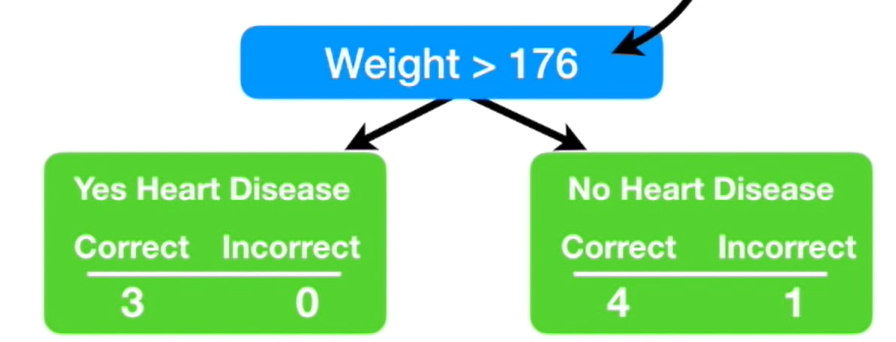 Weight > 176
Yes Heart Disease
Correct Incorrect
3 0
No Heart Disease
Correct Incorrect
4 1